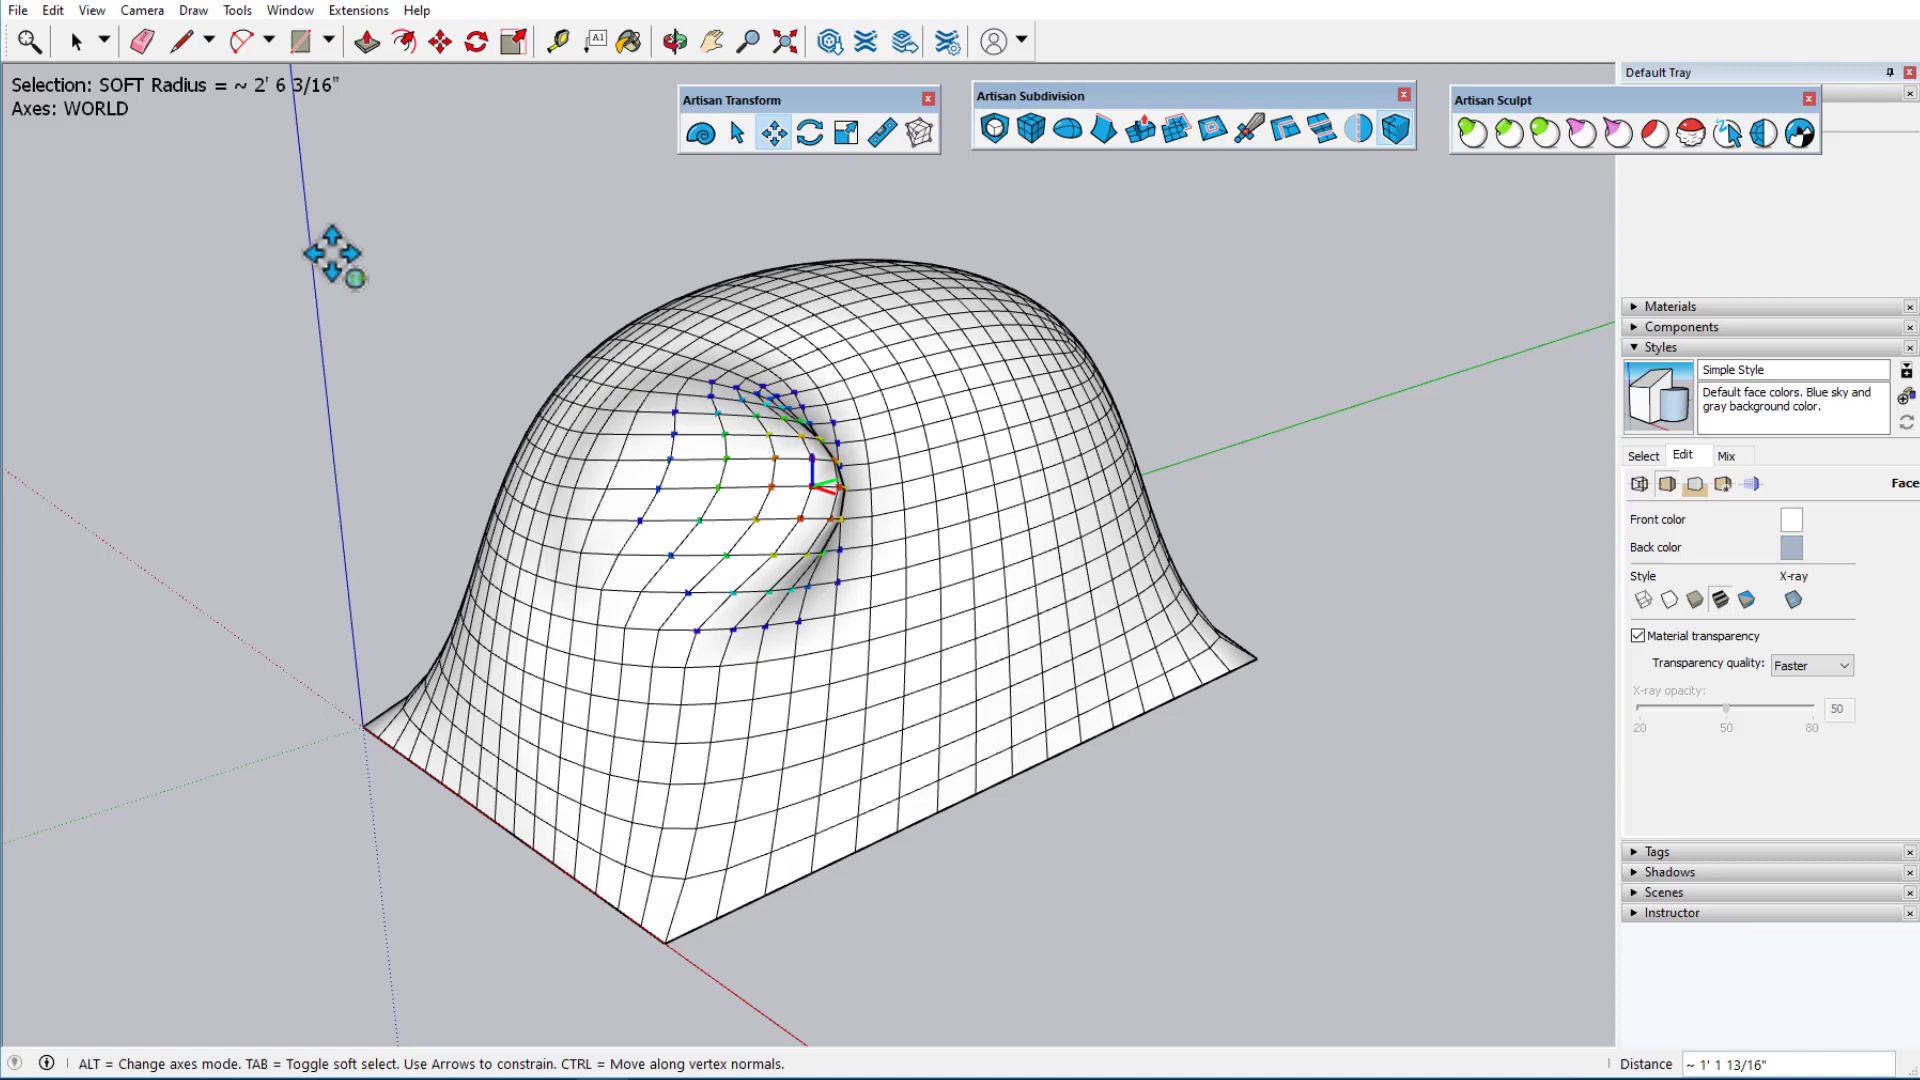 File Edit View Camera Draw Tools Window Extensions Help
A1
Selection: SOFT Radius = ~ 2' 6 3/16"
Axes: WORLD
Artisan Transform
Artisan Subdivision
Artisan Sculpt
Default Tray
Materials
Components
Styles
Simple Style
Default face colors. Blue sky and
gray background color.
Select Edit Mix
Face
Front color
Back color
Style X-ray
Material transparency
Transparency quality: Faster
X-ray opacity:
50
20 50 80
Tags
Shadows
Scenes
Instructor
ALT = Change axes mode. TAB = Toggle soft select. Use Arrows to constrain. CTRL = Move along vertex normals.
Distance ~ 1' 1 13/16"